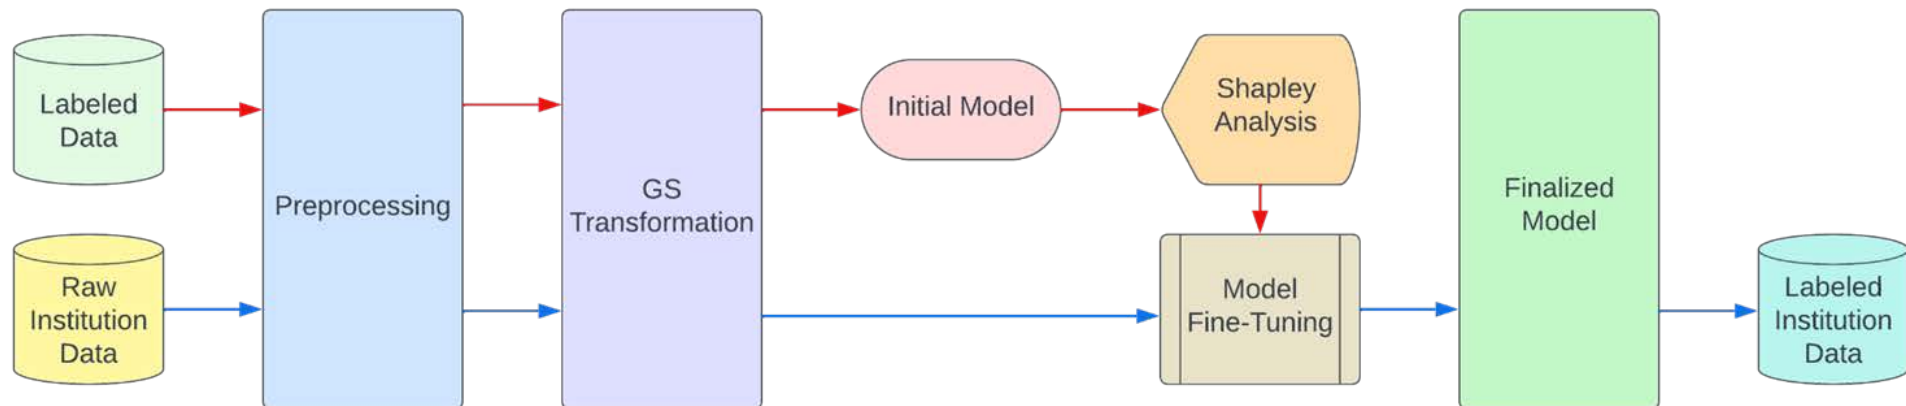 Labeled
Data
Raw
Institution
Data
Preprocessing
GS
Transformation
Initial Model
Shapley
Analysis
Model
Fine-Tuning
Finalized
Model
Labeled
Institution
Data